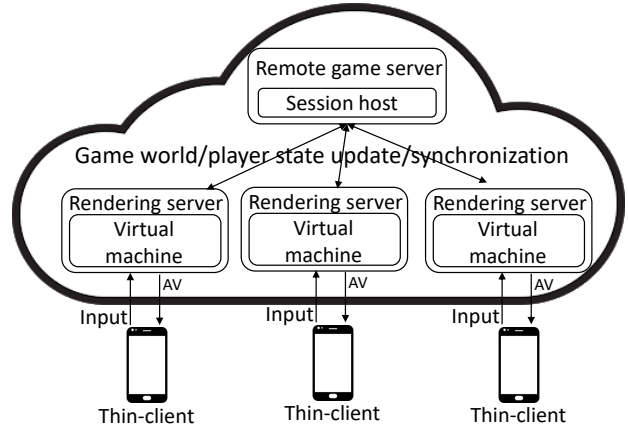 Remote game server
Session host
Game world/player state update/synchronization
Rendering server
Virtual
machine
Rendering server
Virtual
machine
Rendering server
Virtual
machine
Input
AV
Input
AV
Input
AV
Thin-client
Thin-client
Thin-client